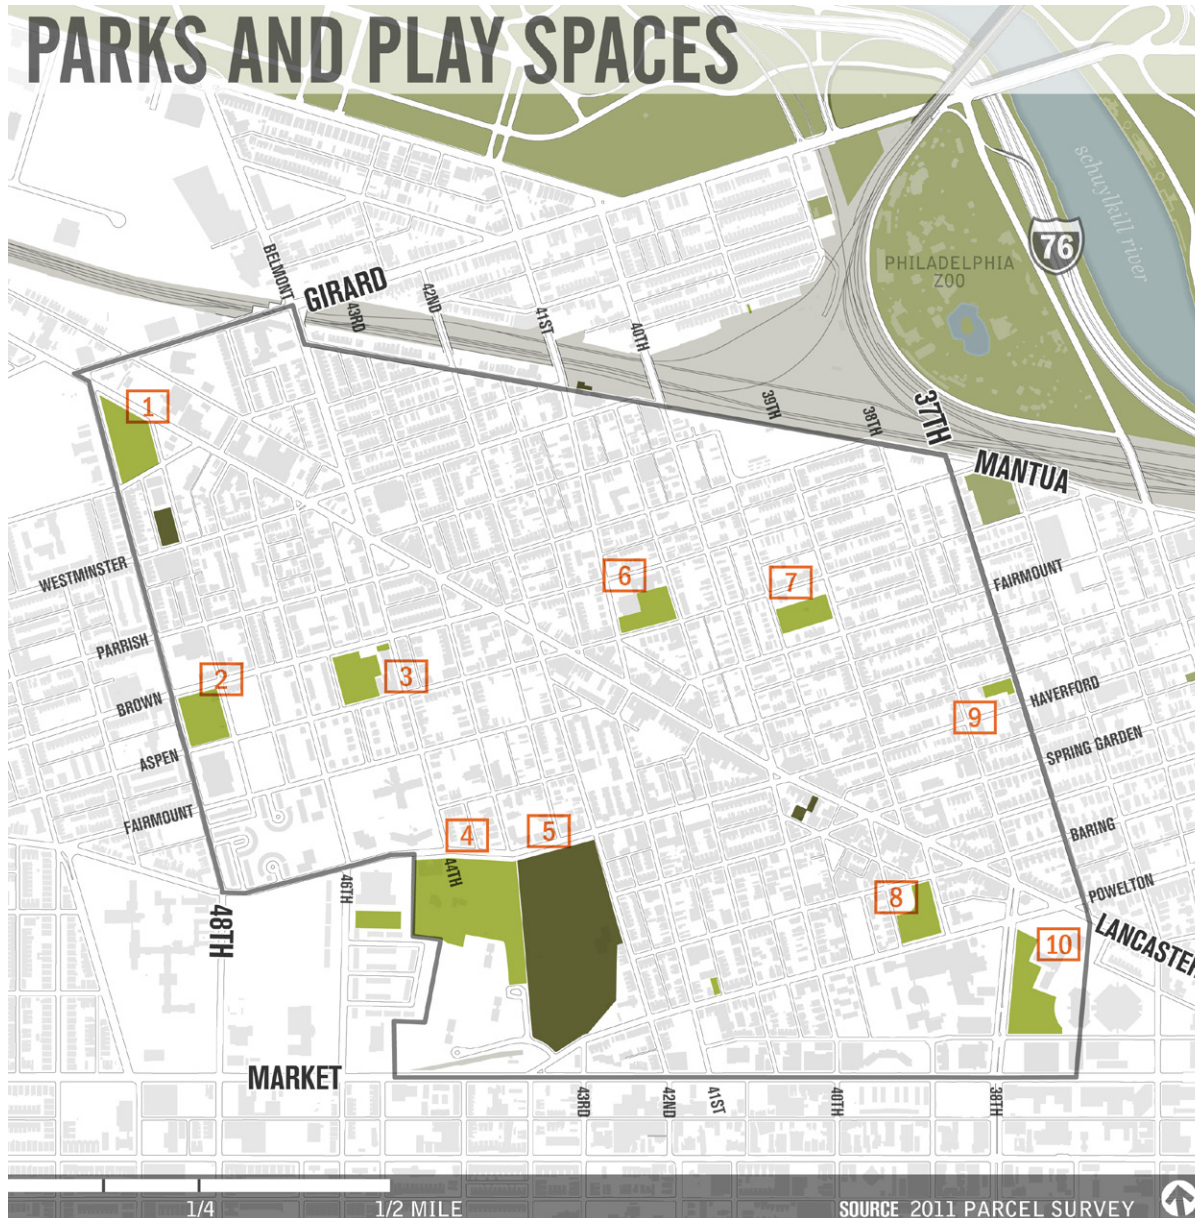 PARKS AND PLAY SPACES
schuylkill river
76
PHILADELPHIA
ZOO
BELMONT
GIRARD
43RD
42ND
41ST
40TH
39TH
38TH
37TH
MANTUA
1
WESTMINSTER
FAIRMOUNT
6
7
PARRISH
2
3
BROWN
HAVERFORD
9
ASPEN
SPRING GARDEN
FAIRMOUNT
4
5
BARING
44TH
46TH
8
POWELTON
48TH
10
LANCASTER
MARKET
43RD
42ND
41ST
40TH
38TH
1/4
1/2 MILE
SOURCE 2011 PARCEL SURVEY